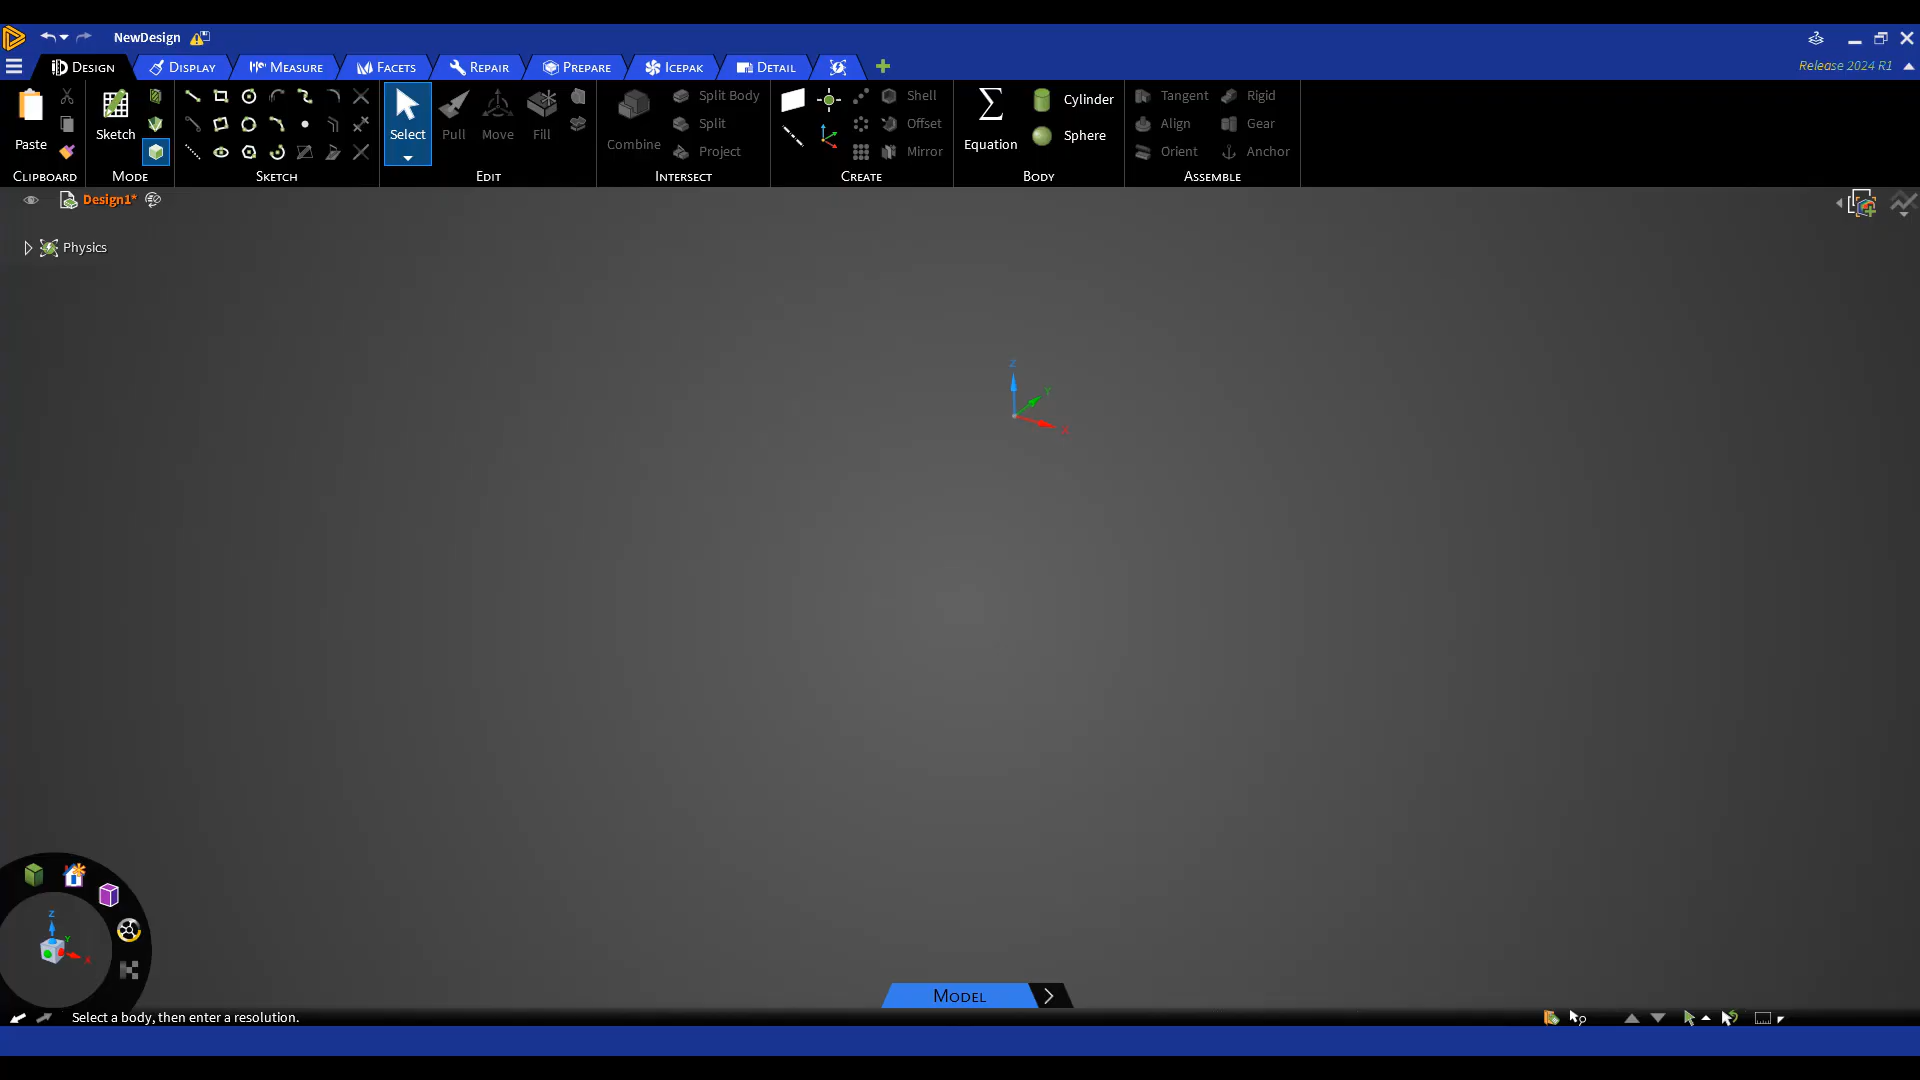 NewDesign
Design
Display
Measure
Facets
Repair
Prepare
Icepak
Detail
Release 2024 R1
Paste
Clipboard
Sketch
Mode
Sketch
Select
Pull
Move
Fill
Edit
Combine
Split Body
Split
Project
Intersect
Shell
Offset
Mirror
Create
Equation
Cylinder
Sphere
Body
Tangent
Align
Orient
Rigid
Gear
Anchor
Assemble
Design1*
Physics
Z
Y
X
Z
Y
X
Model
Select a body, then enter a resolution.